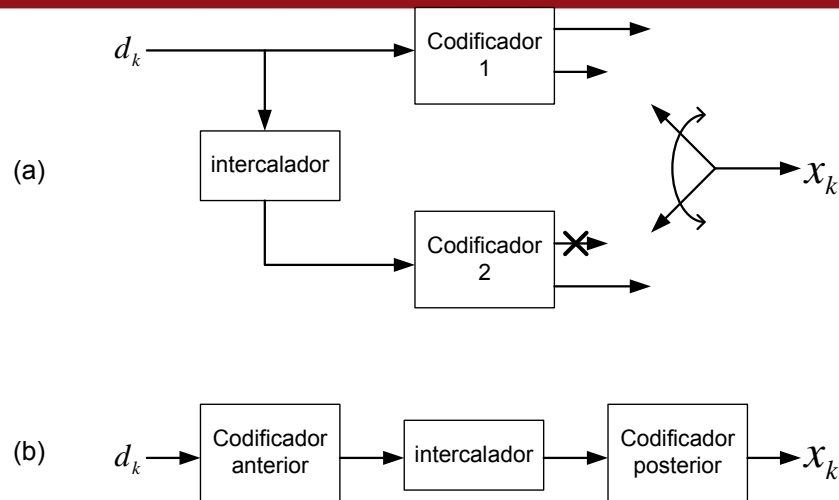 d_k
Codificador
1
intercalador
(a)
x_k
Codificador
2
(b)
d_k
Codificador
anterior
intercalador
Codificador
posterior
x_k